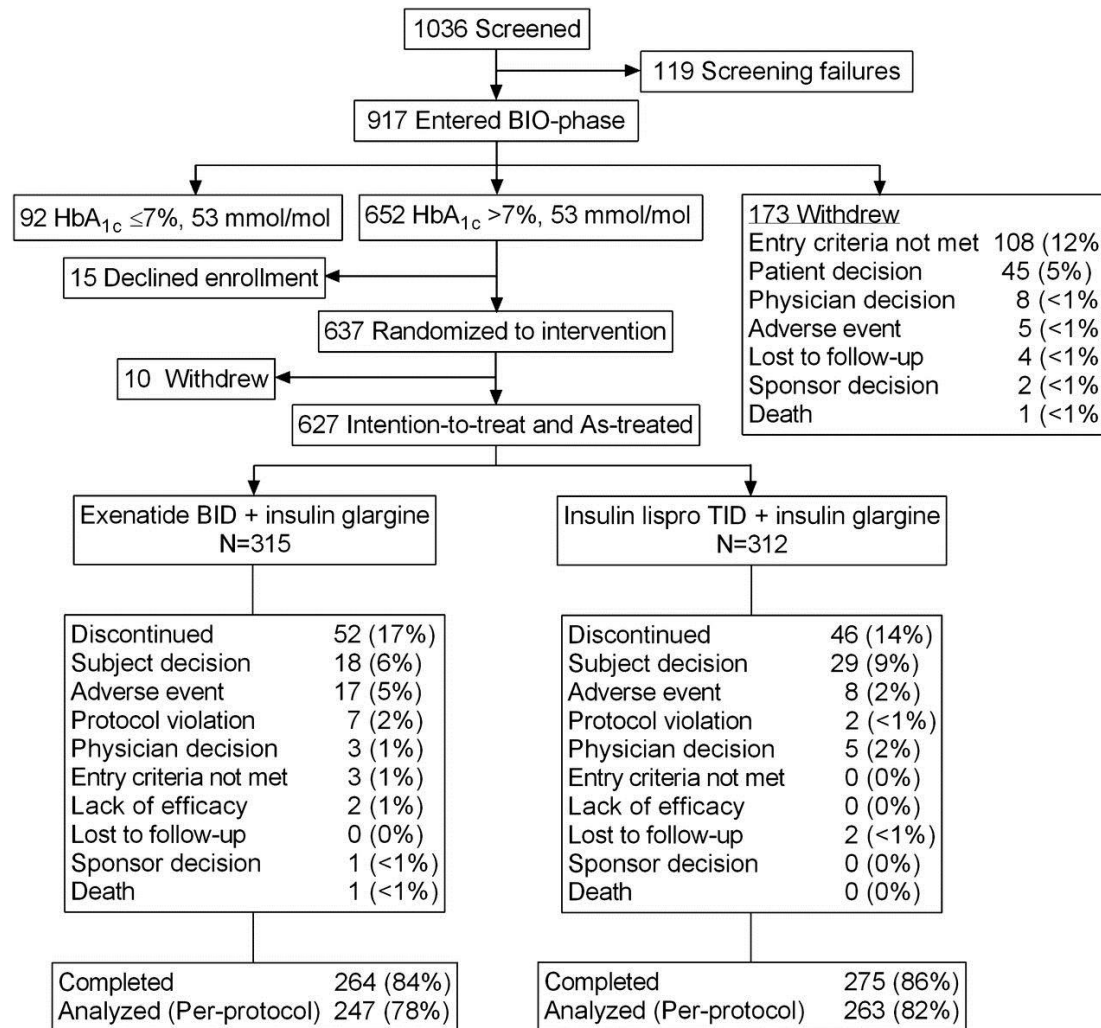 1036 Screened
119 Screening failures
917 Entered BIO-phase
92 HbA1c ≤7%, 53 mmol/mol
652 HbA1c >7%, 53 mmol/mol
173 Withdrew
Entry criteria not met 108 (12%
Patient decision 45 (5%)
Physician decision 8 (<1%
Adverse event 5 (<1%
Lost to follow-up 4 (<1%
Sponsor decision 2 (<1%
Death 1 (<1%
15 Declined enrollment
637 Randomized to intervention
10 Withdrew
627 Intention-to-treat and As-treated
Exenatide BID + insulin glargine
N=315
Insulin lispro TID + insulin glargine
N=312
Discontinued 52 (17%)
Subject decision 18 (6%)
Adverse event 17 (5%)
Protocol violation 7 (2%)
Physician decision 3 (1%)
Entry criteria not met 3 (1%)
Lack of efficacy 2 (1%)
Lost to follow-up 0 (0%)
Sponsor decision 1 (<1%)
Death 1 (<1%)
Discontinued 46 (14%)
Subject decision 29 (9%)
Adverse event 8 (2%)
Protocol violation 2 (<1%)
Physician decision 5 (2%)
Entry criteria not met 0 (0%)
Lack of efficacy 0 (0%)
Lost to follow-up 2 (<1%)
Sponsor decision 0 (0%)
Death 0 (0%)
Completed 264 (84%)
Analyzed (Per-protocol) 247 (78%)
Completed 275 (86%)
Analyzed (Per-protocol) 263 (82%)